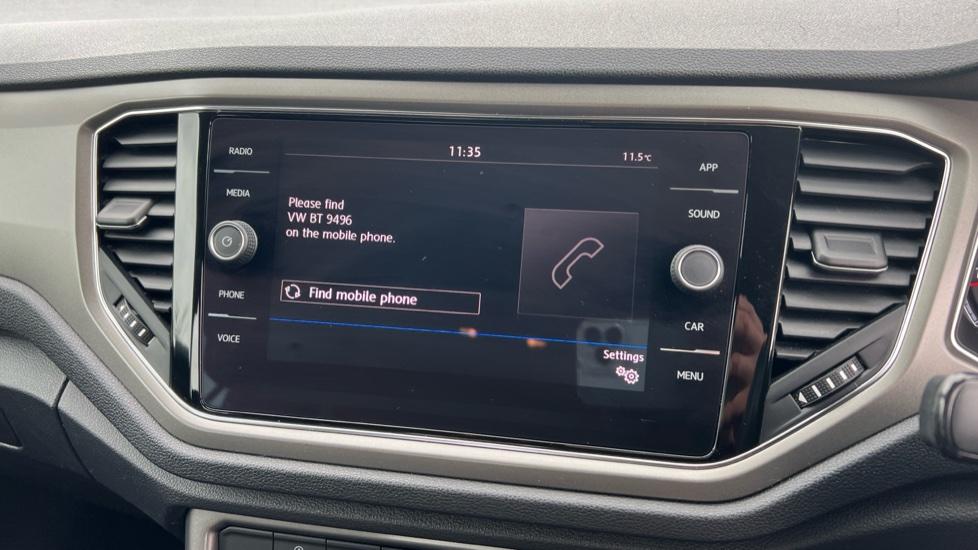 RADIO
MEDIA
PHONE
VOICE
11:35
11.5°C
Please find
VW BT 9496
on the mobile phone.
Find mobile phone
Settings
APP
SOUND
CAR
MENU